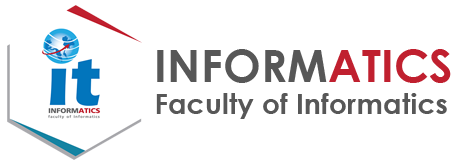 it
INFORMATICS
Faculty of Informatics
INFORMATICS
Faculty of Informatics